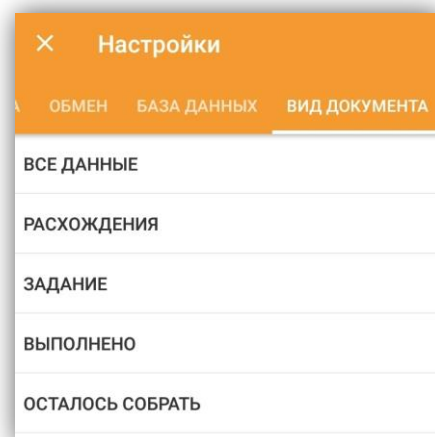 × Настройки
А ОБМЕН БАЗА ДАННЫХ ВИД ДОКУМЕНТА
ВСЕ ДАННЫЕ
РАСХОЖДЕНИЯ
ЗАДАНИЕ
ВЫПОЛНЕНО
ОСТАЛОСЬ СОБРАТЬ